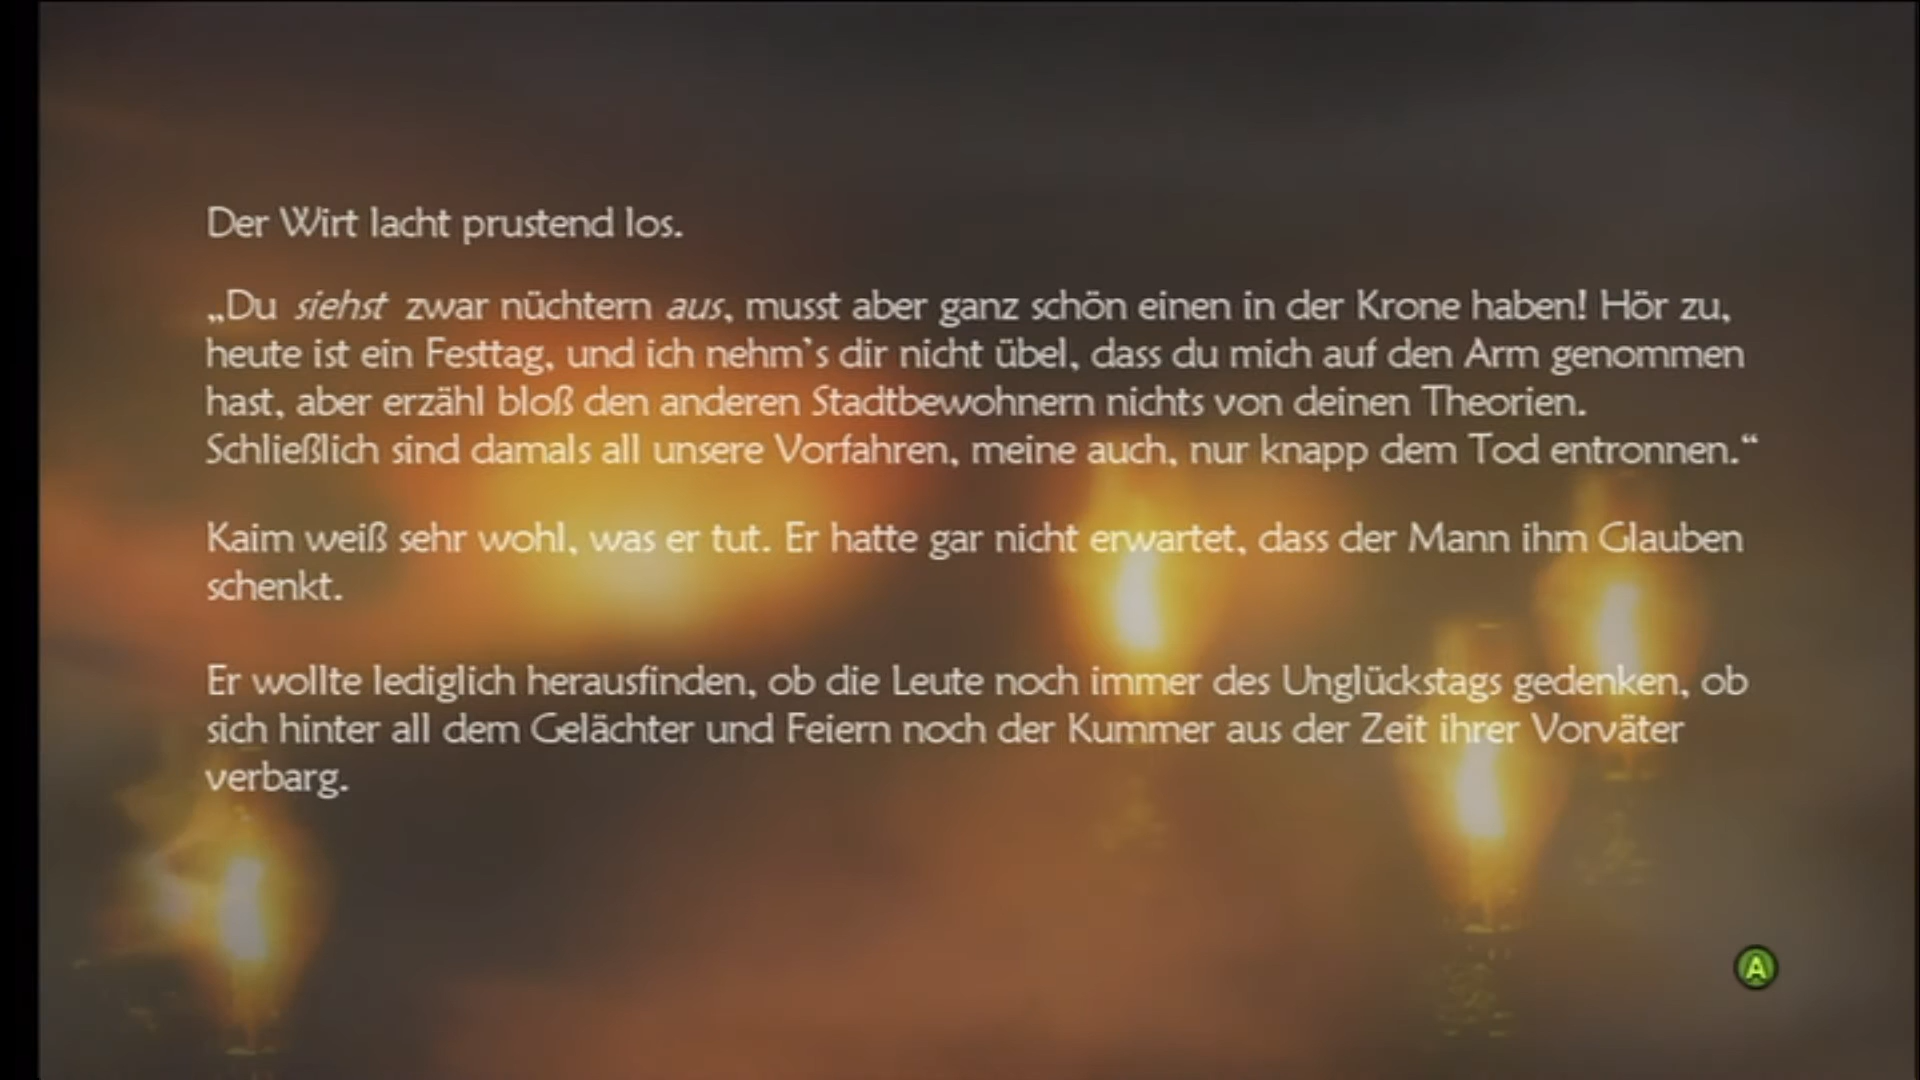 Der Wirt lacht prustend los.
„Du siehst zwar nüchtern aus, musst aber ganz schön einen in der Krone haben! Hör zu,
heute ist ein Festtag, und ich nehm's dir nicht übel, dass du mich auf den Arm genommen
hast, aber erzähl bloß den anderen Stadtbewohnern nichts von deinen Theorien.
Schließlich sind damals all unsere Vorfahren, meine auch, nur knapp dem Tod entronnen.“
Kaim weiß sehr wohl, was er tut. Er hatte gar nicht erwartet, dass der Mann ihm Glauben
schenkt.
Er wollte lediglich herausfinden, ob die Leute noch immer des Unglückstags gedenken, ob
sich hinter all dem Gelächter und Feiern noch der Kummer aus der Zeit ihrer Vorväter
verbarg.
A